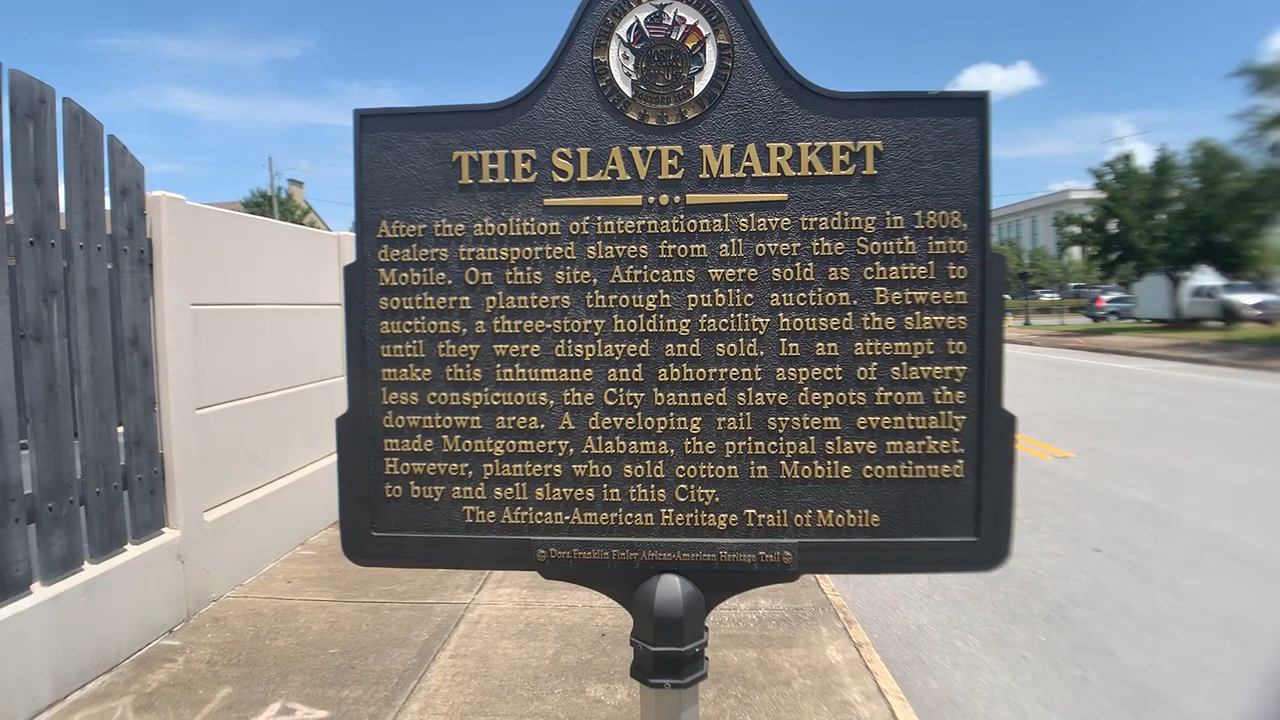 THE SLAVE MARKET
After the abolition of international slave trading in 1808,
dealers transported slaves from all over the South into
Mobile. On this site, Africans were sold as chattel to
southern planters through public auction. Between
auctions, a three-story holding facility housed the slaves
until they were displayed and sold. In an attempt to
make this inhumane and abhorrent aspect of slavery
less conspicuous, the City banned slave depots from the
downtown area. A developing rail system eventually
made Montgomery, Alabama, the principal slave market.
However, planters who sold cotton in Mobile continued
to buy and sell slaves in this City.
The African-American Heritage Trail of Mobile
Dora Franklin Finley African-American Heritage Trail